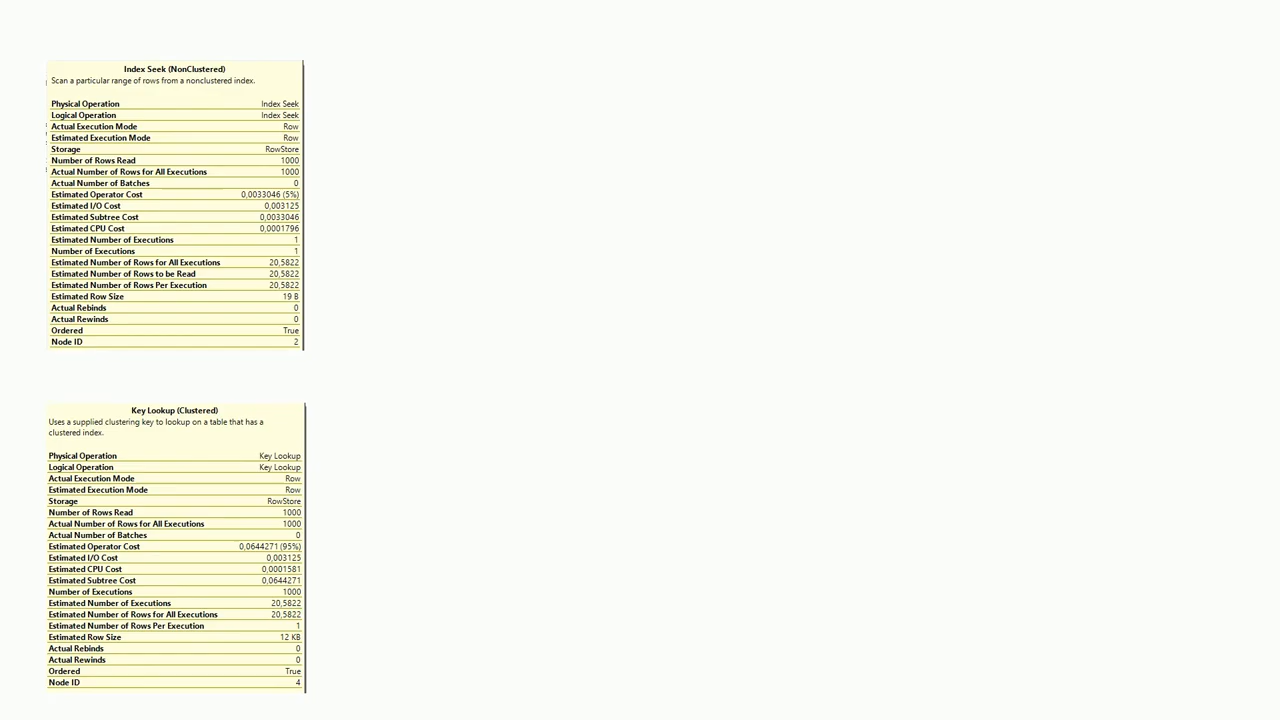 Index Seek (NonClustered)
Scan a particular range of rows from a nonclustered index.
Physical Operation Index Seek
Logical Operation Index Seek
Actual Execution Mode Row
Estimated Execution Mode Row
Storage RowStore
Number of Rows Read 1000
Actual Number of Rows for All Executions 1000
Actual Number of Batches 0
Estimated Operator Cost 0,0033046 (5%)
Estimated I/O Cost 0,003125
Estimated Subtree Cost 0,0033046
Estimated CPU Cost 0,0001796
Estimated Number of Executions 1
Number of Executions 1
Estimated Number of Rows for All Executions 20,5822
Estimated Number of Rows to be Read 20,5822
Estimated Number of Rows Per Execution 20,5822
Estimated Row Size 19 B
Actual Rebinds 0
Actual Rewinds 0
Ordered True
Node ID 2
Key Lookup (Clustered)
Uses a supplied clustering key to lookup on a table that has a
clustered index.
Physical Operation Key Lookup
Logical Operation Key Lookup
Actual Execution Mode Row
Estimated Execution Mode Row
Storage RowStore
Number of Rows Read 1000
Actual Number of Rows for All Executions 1000
Actual Number of Batches 0
Estimated Operator Cost 0,0644271 (95%)
Estimated I/O Cost 0,003125
Estimated CPU Cost 0,0001581
Estimated Subtree Cost 0,0644271
Number of Executions 1000
Estimated Number of Executions 20,5822
Estimated Number of Rows for All Executions 20,5822
Estimated Number of Rows Per Execution 1
Estimated Row Size 12 KB
Actual Rebinds 0
Actual Rewinds 0
Ordered True
Node ID 4